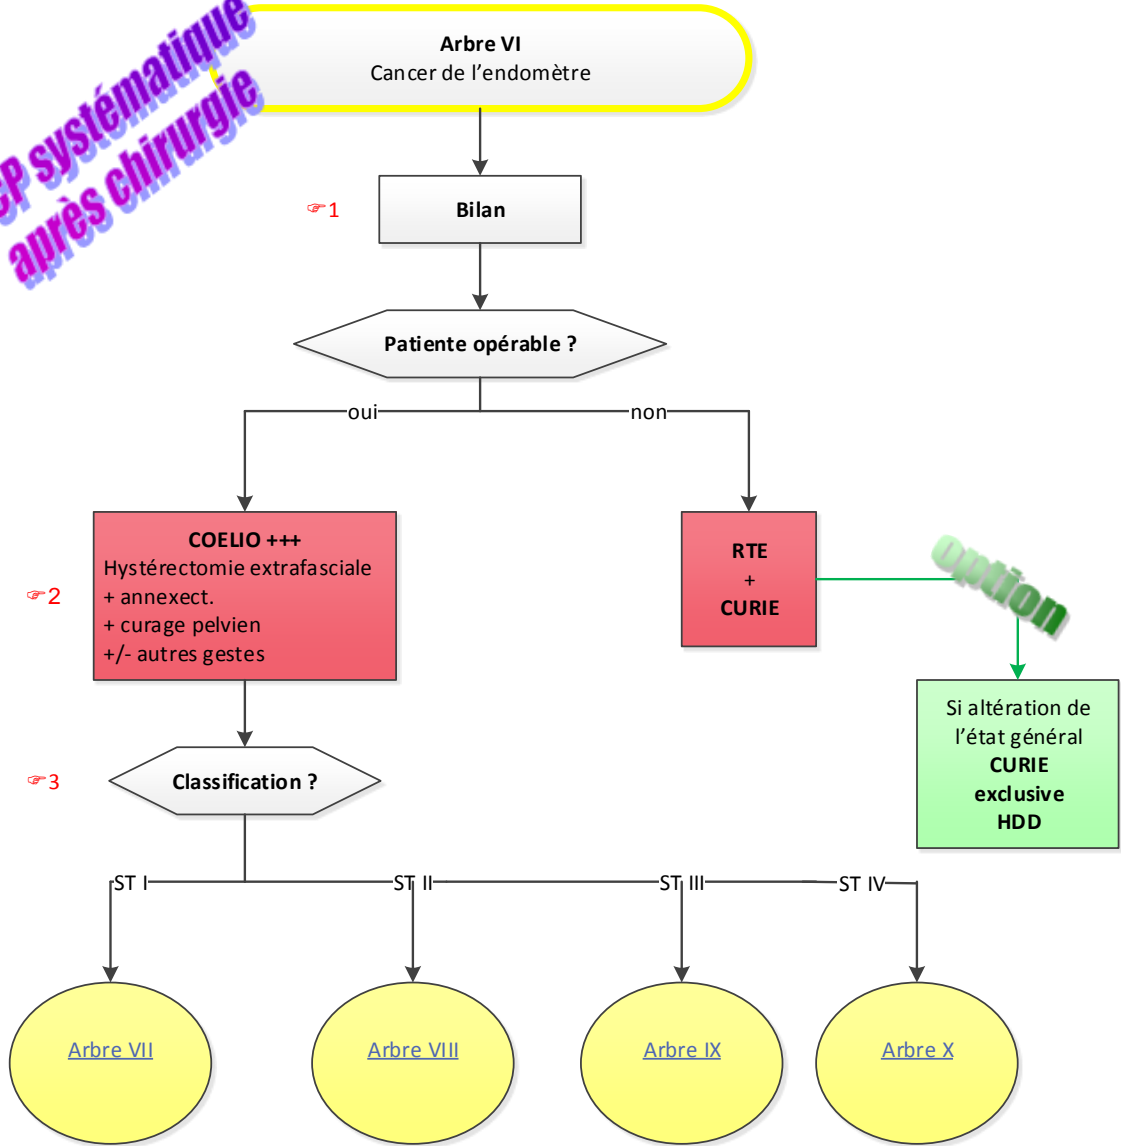 systématique
après chirurgie
Arbre VI
Cancer de l'endomètre
☞1
Bilan
Patiente opérable ?
oui
non
☞2
COELIO +++
Hystérectomie extrafasciale
+ annexect.
+ curage pelvien
+/- autres gestes
RTE
+
CURIE
option
Si altération de
l'état général
CURIE
exclusive
HDD
☞3
Classification ?
ST I
ST II
ST III
ST IV
Arbre VII
Arbre VIII
Arbre IX
Arbre X